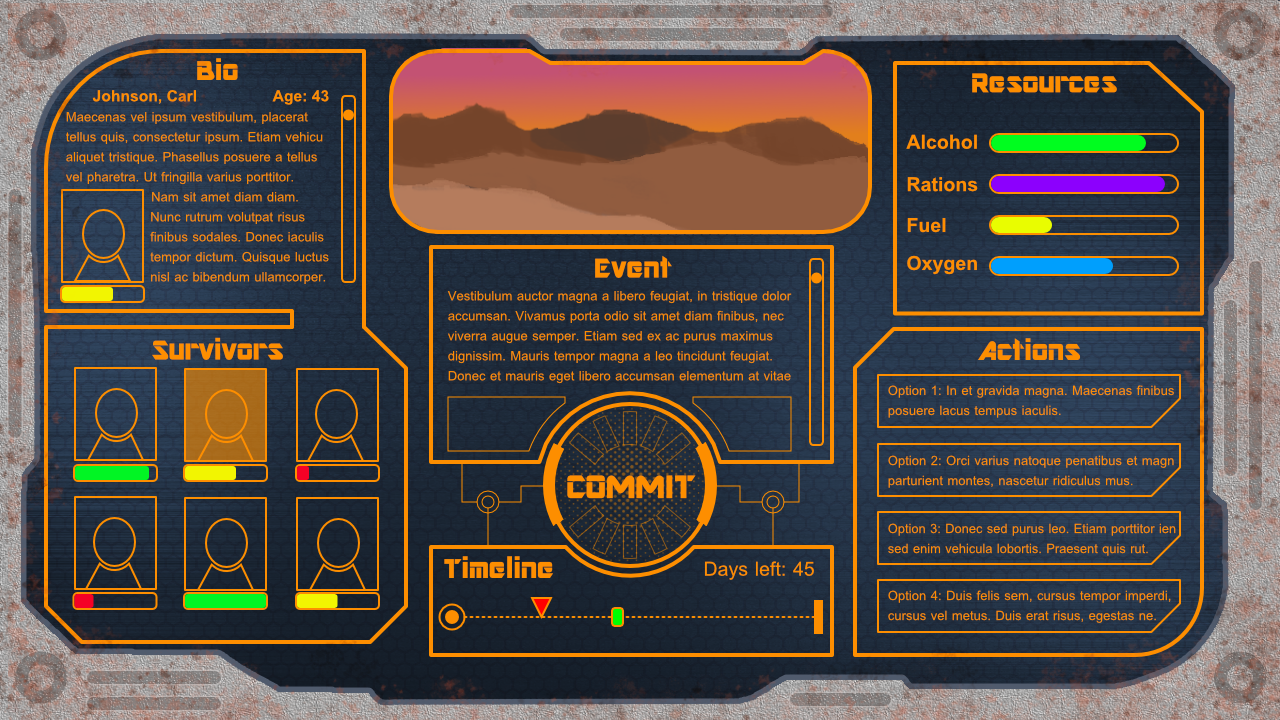 Bio
Johnson, Carl Age: 43
Maecenas vel ipsum vestibulum, placerat
tellus quis, consectetur ipsum. Etiam vehicu
aliquet tristique. Phasellus posuere a tellus
vel pharetra. Ut fringilla varius porttitor.
Nam sit amet diam diam.
Nunc rutrum volutpat risus
finibus sodales. Donec iaculis
tempor dictum. Quisque luctus
nisl ac bibendum ullamcorper.
Survivors
Event
Vestibulum auctor magna a libero feugiat, in tristique dolor
accumsan. Vivamus porta odio sit amet diam finibus, nec
viverra augue semper. Etiam sed ex ac purus maximus
dignissim. Mauris tempor magna a leo tincidunt feugiat.
Donec et mauris eget libero accumsan elementum at vitae
COMMIT
Timeline Days left: 45
Resources
Alcohol
Rations
Fuel
Oxygen
Actions
Option 1: In et gravida magna. Maecenas finibus
posuere lacus tempus iaculis.
Option 2: Orci varius natoque penatibus et magn
parturient montes, nascetur ridiculus mus.
Option 3: Donec sed purus leo. Etiam porttitor ien
sed enim vehicula lobortis. Praesent quis rut.
Option 4: Duis felis sem, cursus tempor imperdi,
cursus vel metus. Duis erat risus, egestas ne.